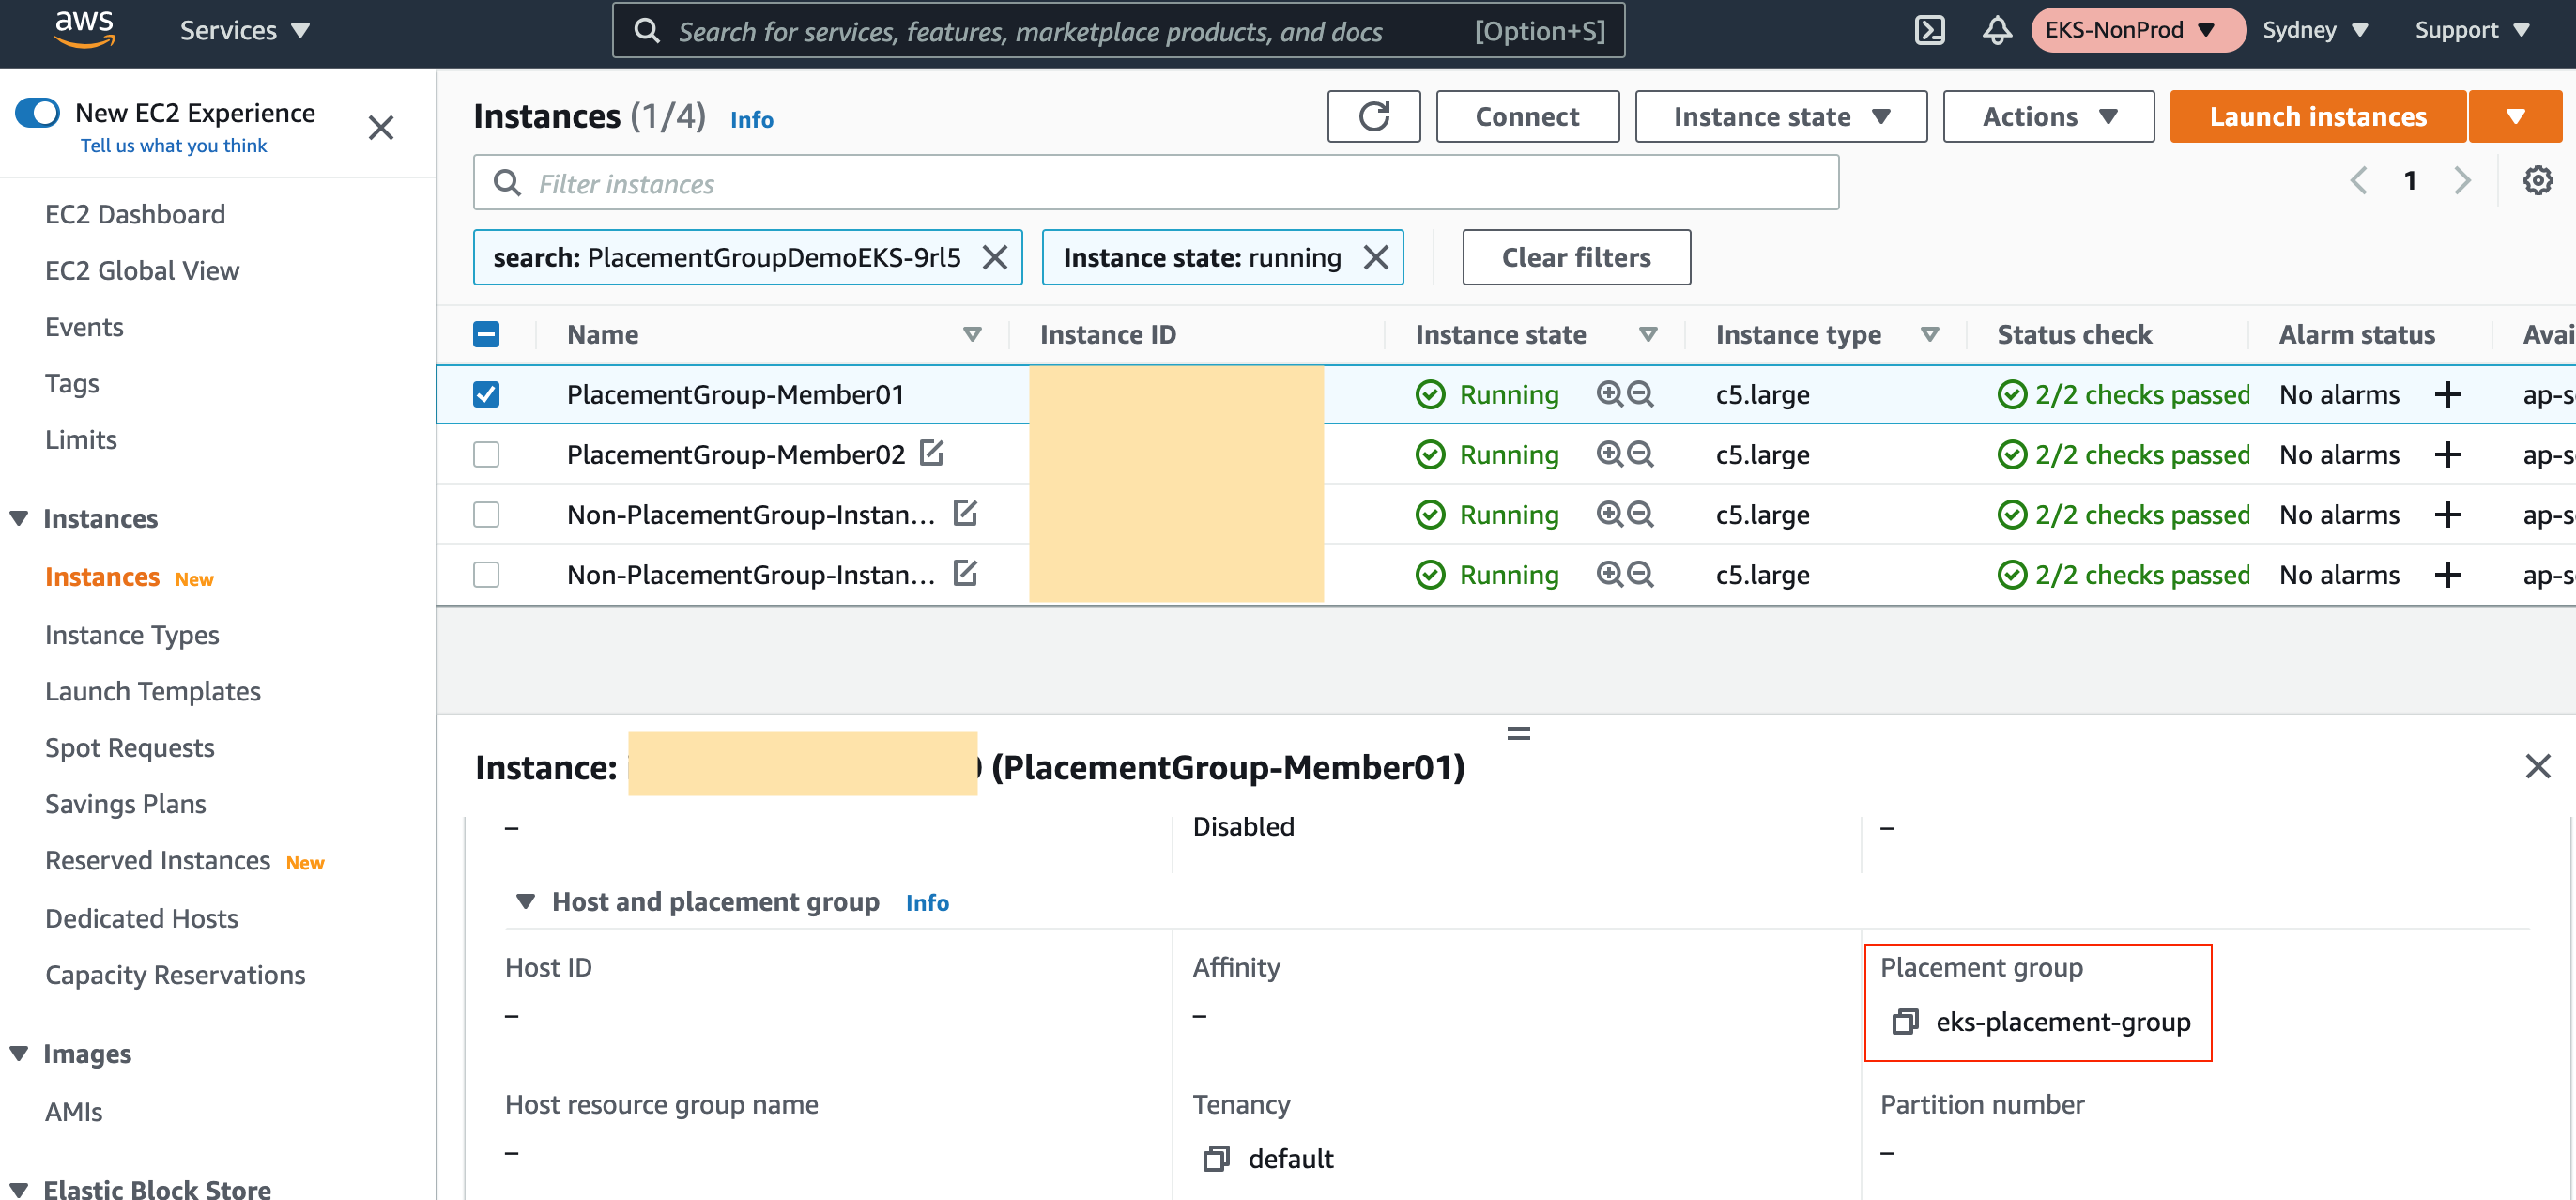 aws Services Search for services, features, marketplace products, and docs [Option+S] EKS-NonProd Sydney Support
New EC2 Experience
Tell us what you think
EC2 Dashboard
EC2 Global View
Events
Tags
Limits
Instances
Instances New
Instance Types
Launch Templates
Spot Requests
Savings Plans
Reserved Instances New
Dedicated Hosts
Capacity Reservations
Images
AMIs
Elastic Block Store
Instances (1/4) Info Connect Instance state Actions Launch instances
Filter instances 1
search: PlacementGroupDemoEKS-9rl5 Instance state: running Clear filters
Name Instance ID Instance state Instance type Status check Alarm status Avai
PlacementGroup-Member01 Running c5.large 2/2 checks passed No alarms + ap-s
PlacementGroup-Member02 Running c5.large 2/2 checks passed No alarms + ap-s
Non-PlacementGroup-Instan... Running c5.large 2/2 checks passed No alarms + ap-s
Non-PlacementGroup-Instan... Running c5.large 2/2 checks passed No alarms + ap-s
Instance: (PlacementGroup-Member01)
– Disabled –
Host and placement group Info
Host ID Affinity Placement group
– – eks-placement-group
Host resource group name Tenancy Partition number
– default –